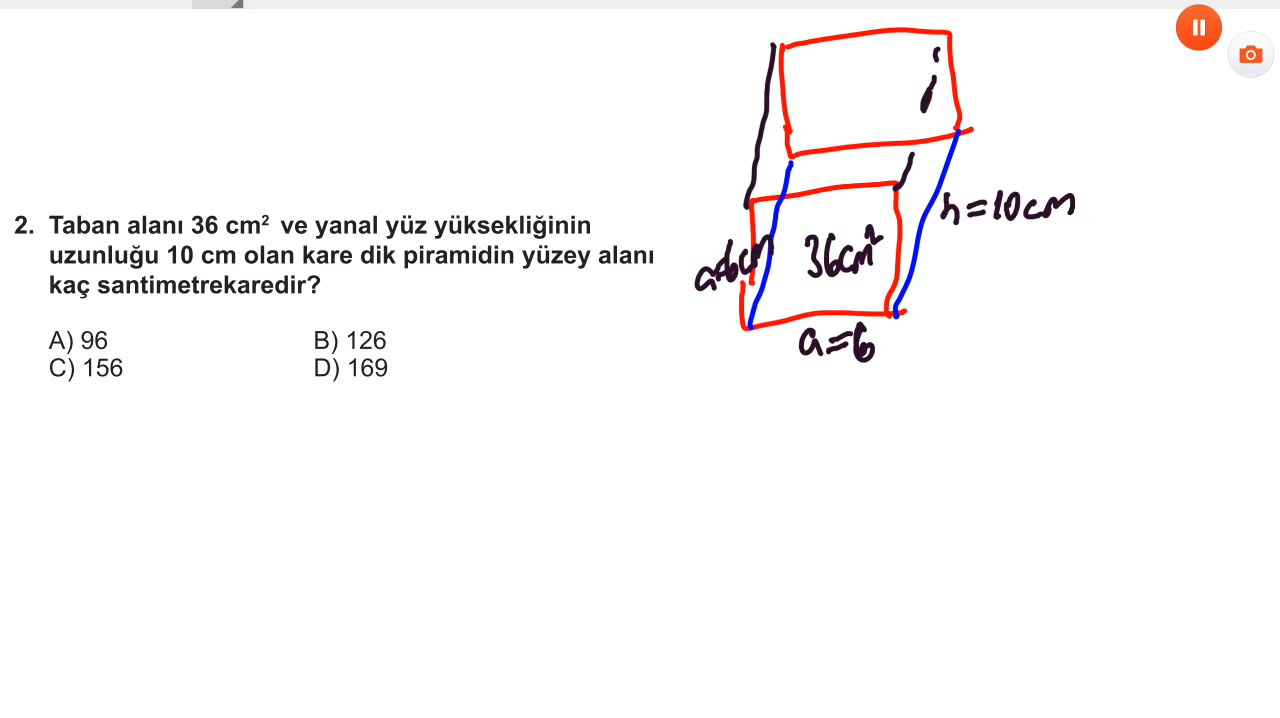 2. Taban alanı 36 cm² ve yanal yüz yüksekliğinin
uzunluğu 10 cm olan kare dik piramidin yüzey alanı
kaç santimetrekaredir?
A) 96 B) 126
C) 156 D) 169
h=10cm
36cm²
a=6cm
a=6